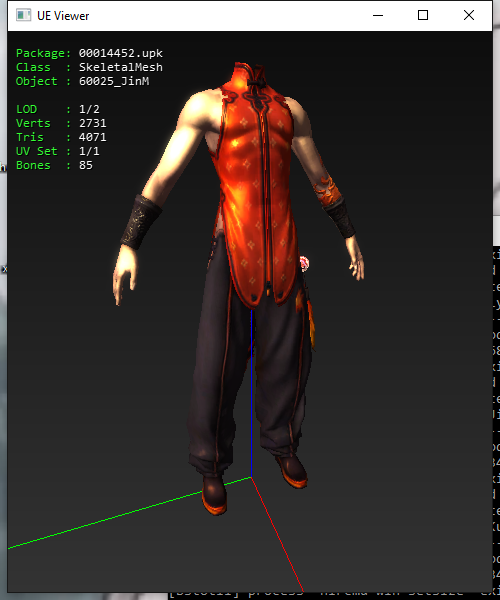 UE Viewer
Package: 00014452.upk
Class : SkeletalMesh
Object : 60025_JinM
LOD : 1/2
Verts : 2731
Tris : 4071
UV Set : 1/1
Bones : 85